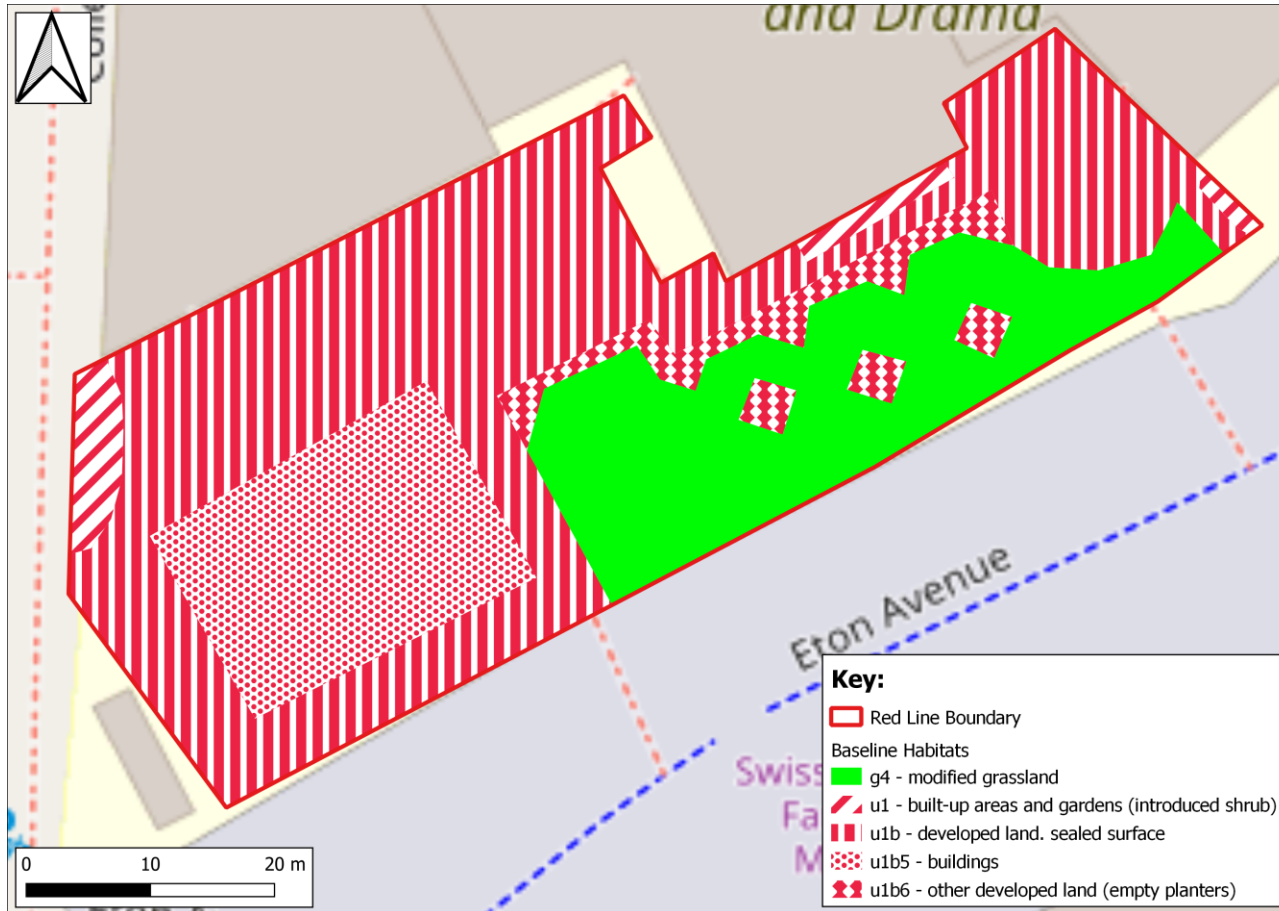 and Drama
Colle
Eton Avenue
Swiss
Fa
M
Key:
Red Line Boundary
Baseline Habitats
g4 - modified grassland
u1 - built-up areas and gardens (introduced shrub)
u1b - developed land. sealed surface
u1b5 - buildings
u1b6 - other developed land (empty planters)
0 10 20 m